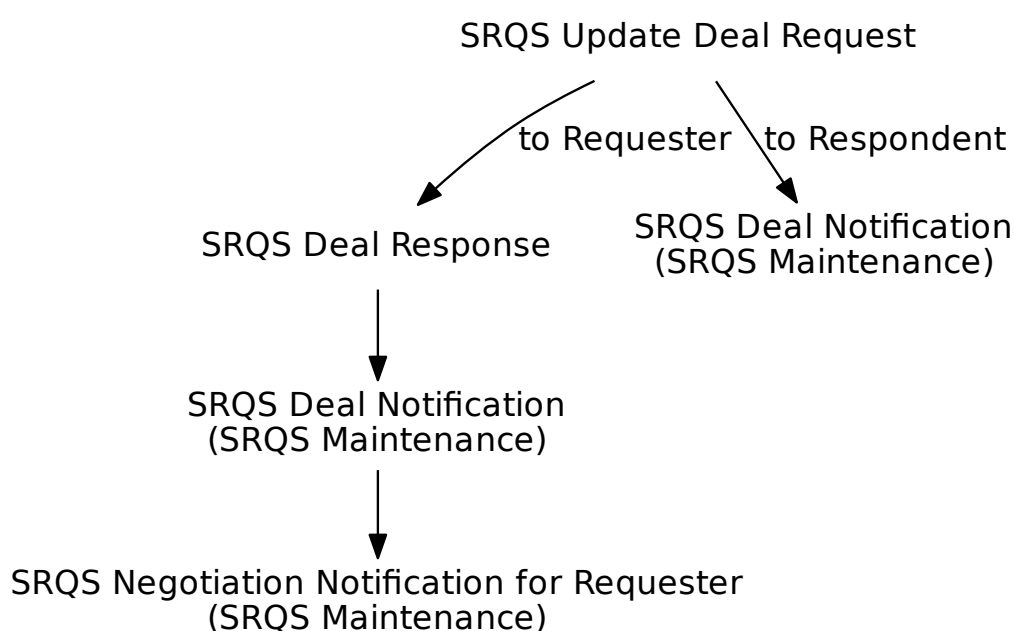 SRQS Update Deal Request
to Requester
to Respondent
SRQS Deal Response
SRQS Deal Notification
(SRQS Maintenance)
SRQS Deal Notification
(SRQS Maintenance)
SRQS Negotiation Notification for Requester
(SRQS Maintenance)